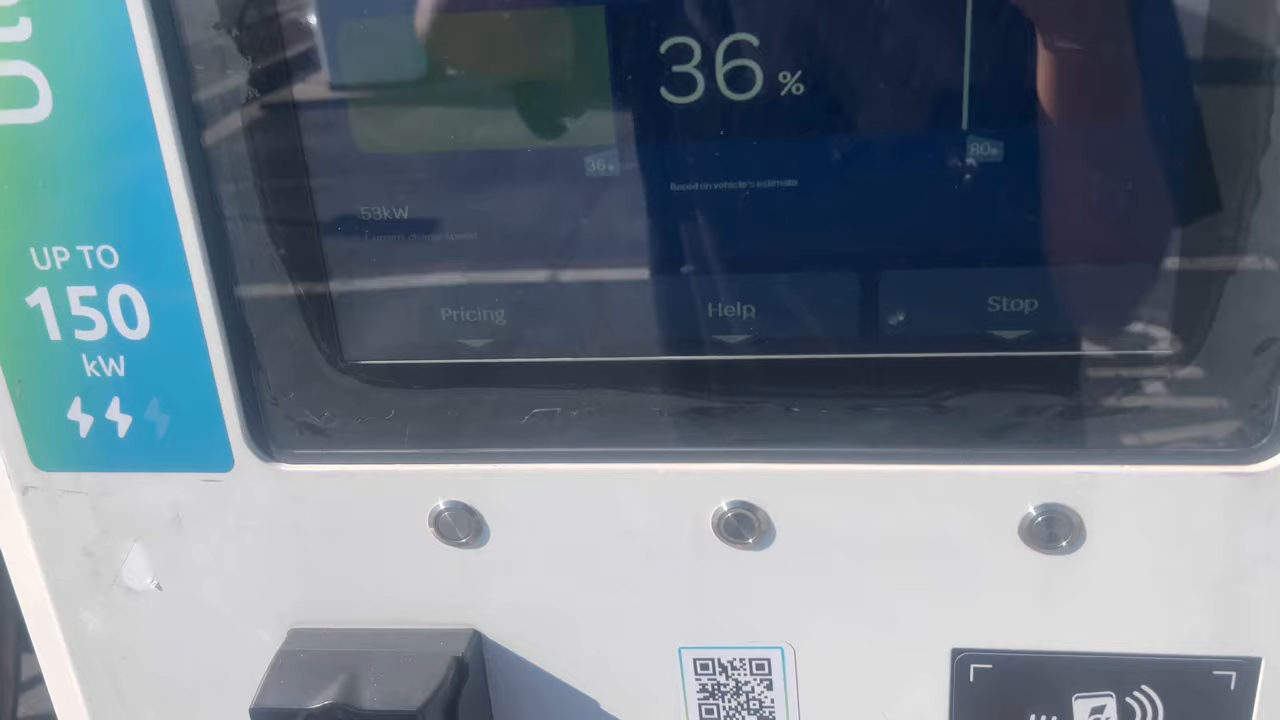 36 %
36%
80%
Based on vehicle's estimate
53kW
Pricing
Help
Stop
UP TO
150
kW